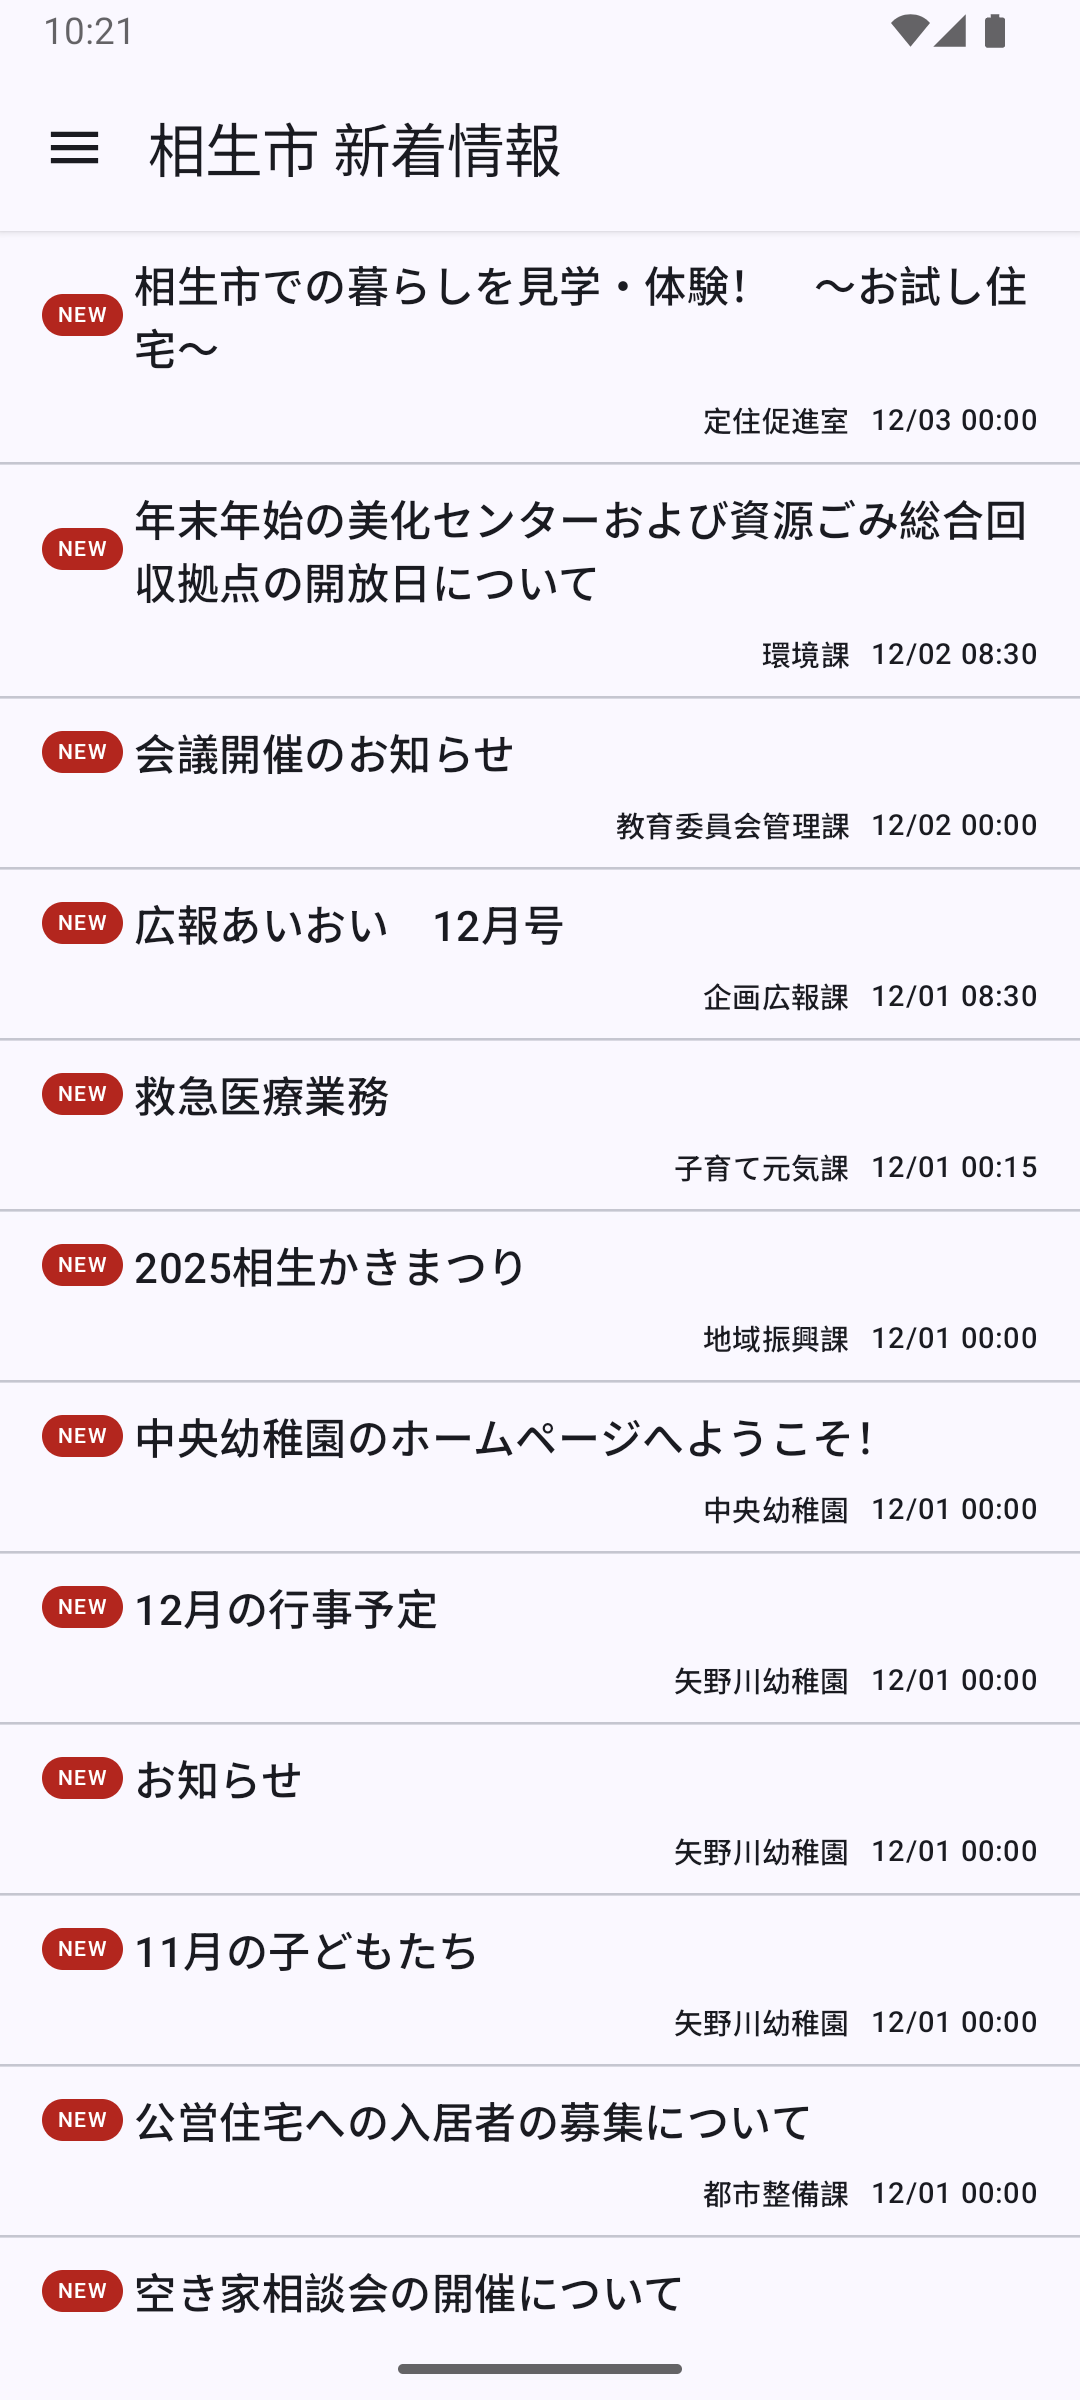 10:21
相生市 新着情報
NEW
相生市での暮らしを見学・体験！　～お試し住
宅～
定住促進室 12/03 00:00
NEW
年末年始の美化センターおよび資源ごみ総合回
収拠点の開放日について
環境課 12/02 08:30
NEW 会議開催のお知らせ
教育委員会管理課 12/02 00:00
NEW 広報あいおい　12月号
企画広報課 12/01 08:30
NEW 救急医療業務
子育て元気課 12/01 00:15
NEW 2025相生かきまつり
地域振興課 12/01 00:00
NEW 中央幼稚園のホームページへようこそ！
中央幼稚園 12/01 00:00
NEW 12月の行事予定
矢野川幼稚園 12/01 00:00
NEW お知らせ
矢野川幼稚園 12/01 00:00
NEW 11月の子どもたち
矢野川幼稚園 12/01 00:00
NEW 公営住宅への入居者の募集について
都市整備課 12/01 00:00
NEW 空き家相談会の開催について